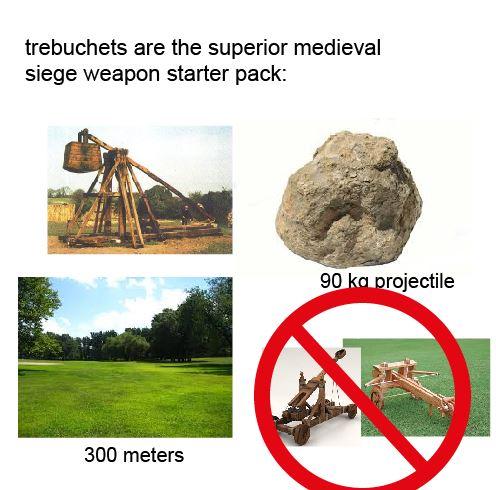 trebuchets are the superior medieval
siege weapon starter pack:
90 kg projectile
300 meters